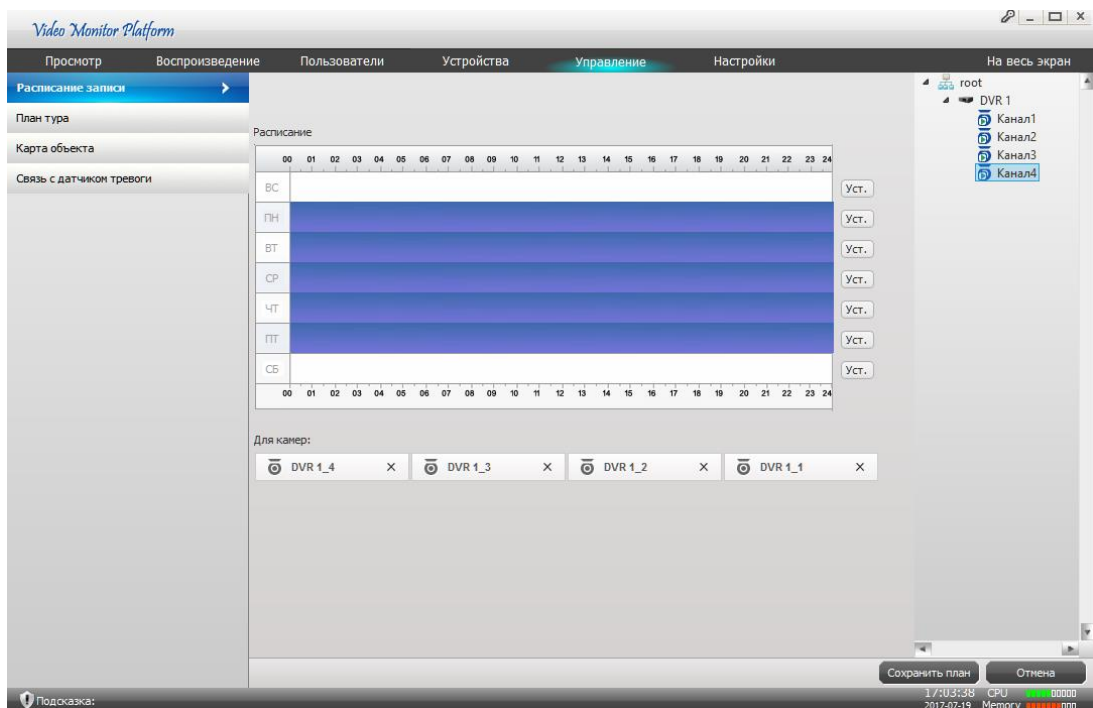 Video Monitor Platform
Просмотр Воспроизведение Пользователи Устройства Управление Настройки На весь экран
Расписание записи
План тура
Карта объекта
Связь с датчиком тревоги
Расписание
00 01 02 03 04 05 06 07 08 09 10 11 12 13 14 15 16 17 18 19 20 21 22 23 24
ВС Уст.
ПН Уст.
ВТ Уст.
СР Уст.
ЧТ Уст.
ПТ Уст.
СБ Уст.
00 01 02 03 04 05 06 07 08 09 10 11 12 13 14 15 16 17 18 19 20 21 22 23 24
Для камер:
DVR 1_4 X DVR 1_3 X DVR 1_2 X DVR 1_1 X
root
DVR 1
Канал1
Канал2
Канал3
Канал4
Сохранить план Отмена
Подсказка:
17:03:38 CPU
2017-07-19 Memory